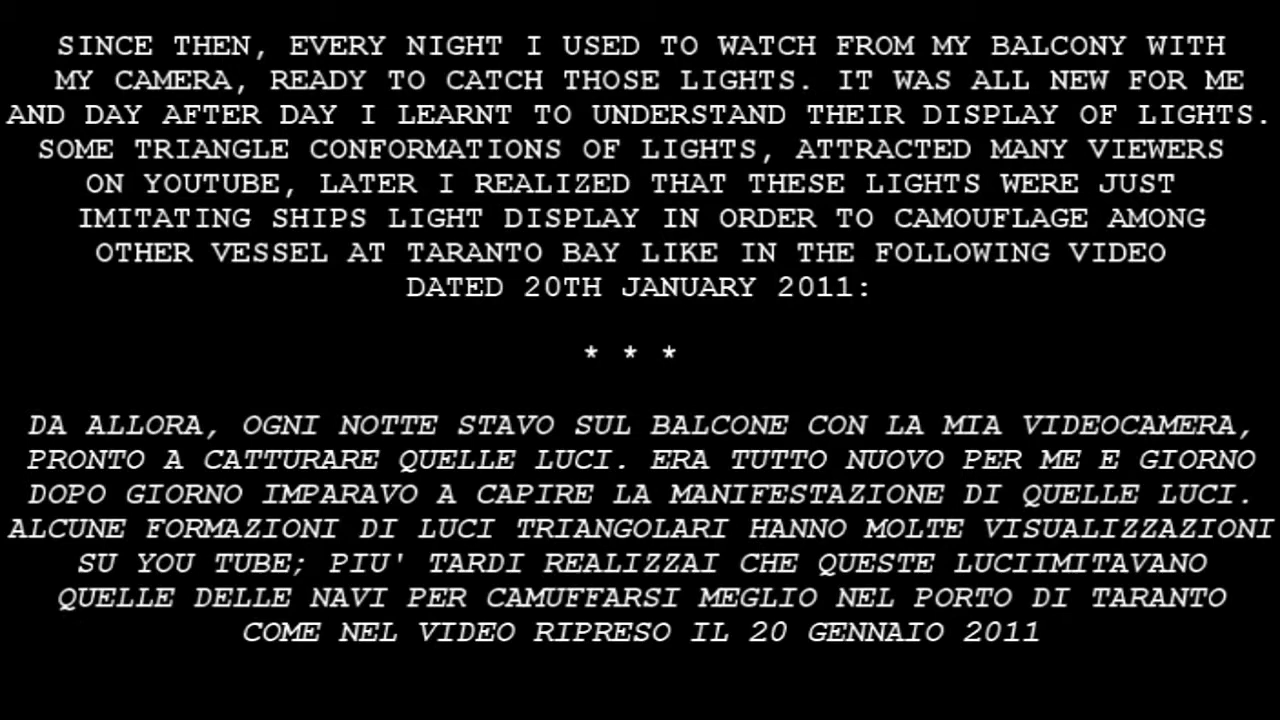 SINCE THEN, EVERY NIGHT I USED TO WATCH FROM MY BALCONY WITH
MY CAMERA, READY TO CATCH THOSE LIGHTS. IT WAS ALL NEW FOR ME
AND DAY AFTER DAY I LEARNT TO UNDERSTAND THEIR DISPLAY OF LIGHTS.
SOME TRIANGLE CONFORMATIONS OF LIGHTS, ATTRACTED MANY VIEWERS
ON YOUTUBE, LATER I REALIZED THAT THESE LIGHTS WERE JUST
IMITATING SHIPS LIGHT DISPLAY IN ORDER TO CAMOUFLAGE AMONG
OTHER VESSEL AT TARANTO BAY LIKE IN THE FOLLOWING VIDEO
DATED 20TH JANUARY 2011:
* * *
DA ALLORA, OGNI NOTTE STAVO SUL BALCONE CON LA MIA VIDEOCAMERA,
PRONTO A CATTURARE QUELLE LUCI. ERA TUTTO NUOVO PER ME E GIORNO
DOPO GIORNO IMPARAVO A CAPIRE LA MANIFESTAZIONE DI QUELLE LUCI.
ALCUNE FORMAZIONI DI LUCI TRIANGOLARI HANNO MOLTE VISUALIZZAZIONI
SU YOU TUBE; PIU' TARDI REALIZZAI CHE QUESTE LUCIIMITAVANO
QUELLE DELLE NAVI PER CAMUFFARSI MEGLIO NEL PORTO DI TARANTO
COME NEL VIDEO RIPRESO IL 20 GENNAIO 2011